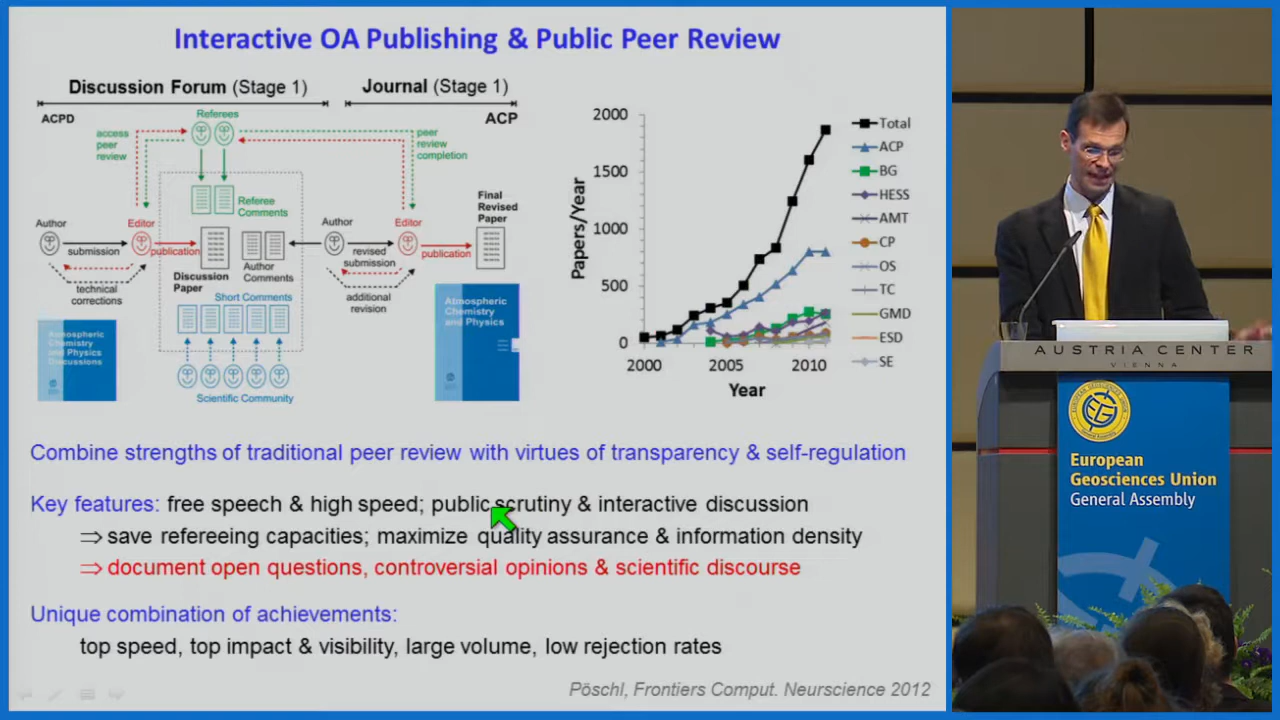 Interactive OA Publishing & Public Peer Review
Discussion Forum (Stage 1)
Journal (Stage 1)
ACPD
ACP
Referees
access
peer
review
peer
review
completion
Referee
Comments
Author
Editor
submission
publication
technical
corrections
Discussion
Paper
Author
Comments
Author
Editor
revised
submission
publication
additional
revision
Final
Revised
Paper
Short Comments
Scientific Community
Atmospheric
Chemistry
and Physics
Discussions
Atmospheric
Chemistry
and Physics
Papers/Year
2000
1500
1000
500
0
2000
2005
2010
Year
Total
ACP
BG
HESS
AMT
CP
OS
TC
GMD
ESD
SE
Combine strengths of traditional peer review with virtues of transparency & self-regulation
Key features: free speech & high speed; public scrutiny & interactive discussion
⇒ save refereeing capacities; maximize quality assurance & information density
⇒ document open questions, controversial opinions & scientific discourse
Unique combination of achievements:
top speed, top impact & visibility, large volume, low rejection rates
Pöschl, Frontiers Comput. Neuroscience 2012
AUSTRIA CENTER
VIENNA
European
Geosciences Union
General Assembly